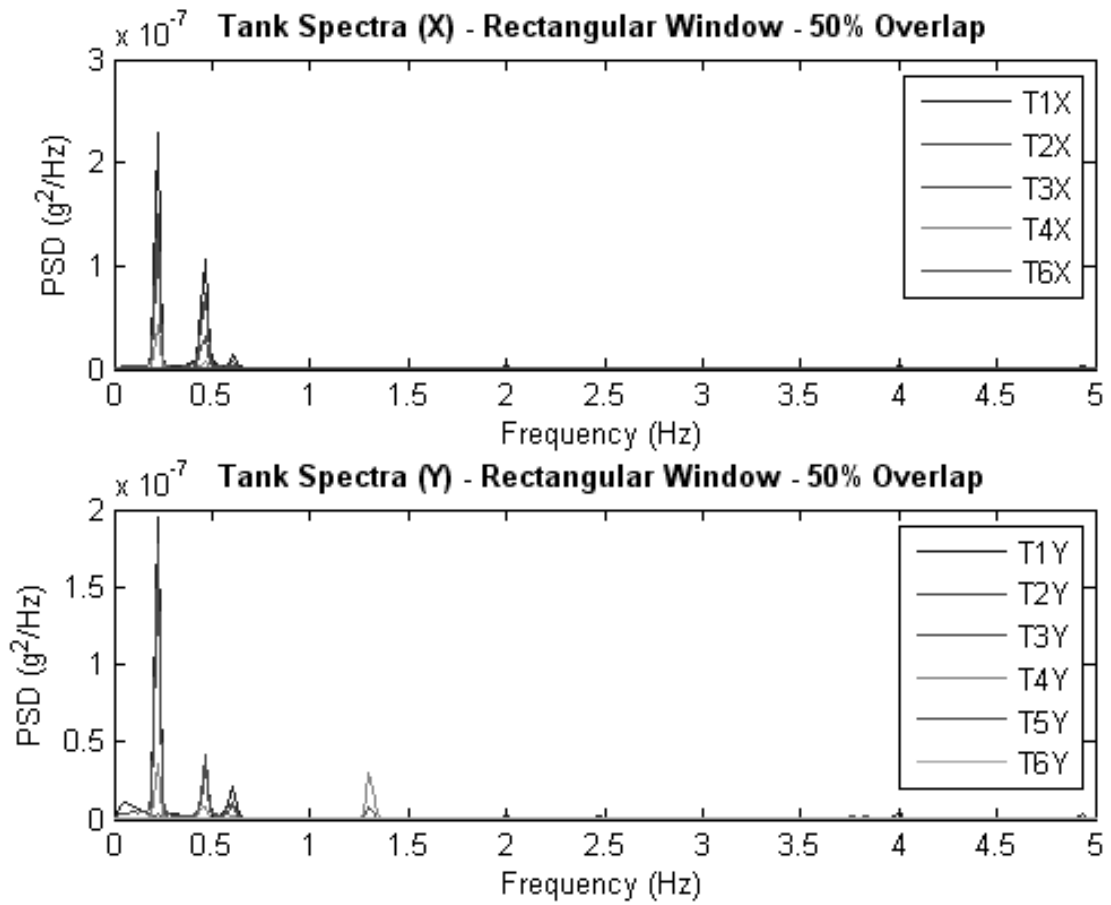 x 10^-7 Tank Spectra (X) - Rectangular Window - 50% Overlap
3
2
1
0
PSD (g^2/Hz)
T1X
T2X
T3X
T4X
T6X
0 0.5 1 1.5 2 2.5 3 3.5 4 4.5 5
Frequency (Hz)
x 10^-7 Tank Spectra (Y) - Rectangular Window - 50% Overlap
2
1.5
1
0.5
0
PSD (g^2/Hz)
T1Y
T2Y
T3Y
T4Y
T5Y
T6Y
0 0.5 1 1.5 2 2.5 3 3.5 4 4.5 5
Frequency (Hz)